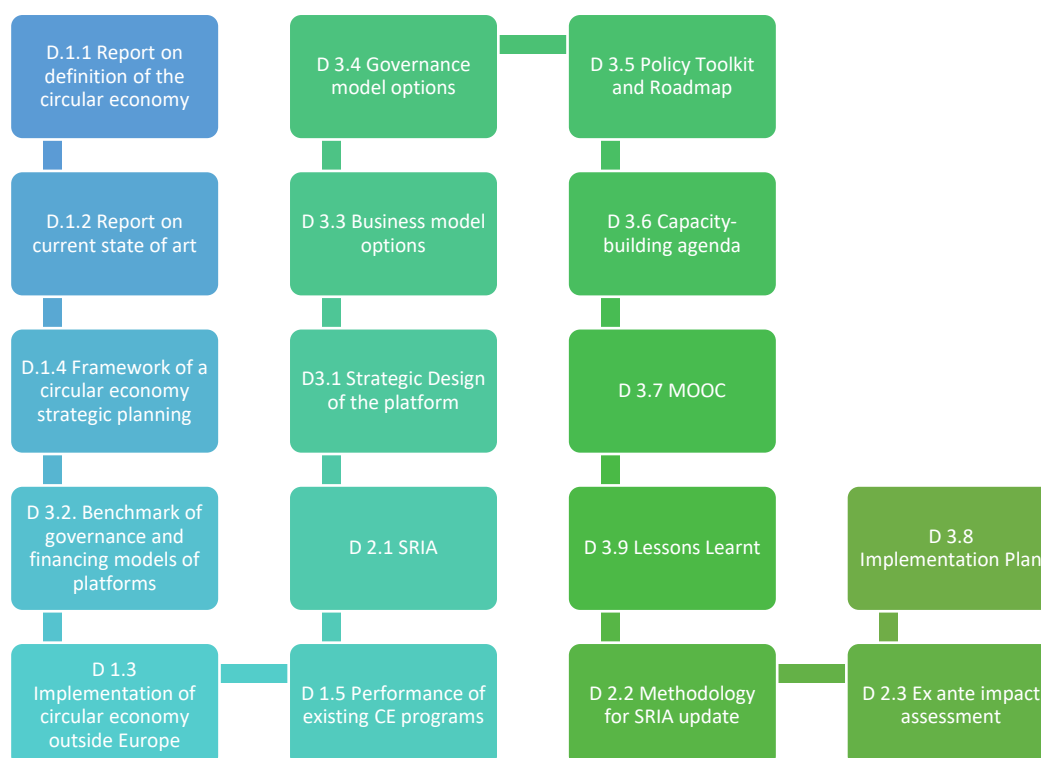 D.1.1 Report on
definition of the
circular economy
D.1.2 Report on
current state of art
D.1.4 Framework of a
circular economy
strategic planning
D 3.2. Benchmark of
governance and
financing models of
platforms
D 1.3
Implementation of
circular economy
outside Europe
D 1.5 Performance of
existing CE programs
D 2.1 SRIA
D3.1 Strategic Design
of the platform
D 3.3 Business model
options
D 3.4 Governance
model options
D 3.5 Policy Toolkit
and Roadmap
D 3.6 Capacity-
building agenda
D 3.7 MOOC
D 3.9 Lessons Learnt
D 2.2 Methodology
for SRIA update
D 2.3 Ex ante impact
assessment
D 3.8
Implementation Plan